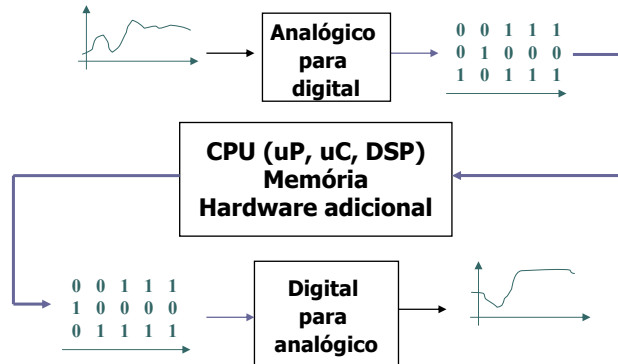 Analógico
para
digital
0 0 1 1 1
0 1 0 0 0
1 0 1 1 1
CPU (uP, uC, DSP)
Memória
Hardware adicional
0 0 1 1 1
1 0 0 0 0
0 1 1 1 1
Digital
para
analógico